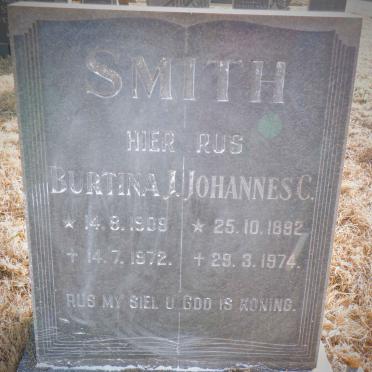 SMITH
HIER RUS
BURTINA J. JOHANNES C.
★ 14.8.1909 ★ 25.10.1892
✝ 14.7.1972. ✝ 29.3.1974.
RUS MY SIEL U GOD IS KONING.